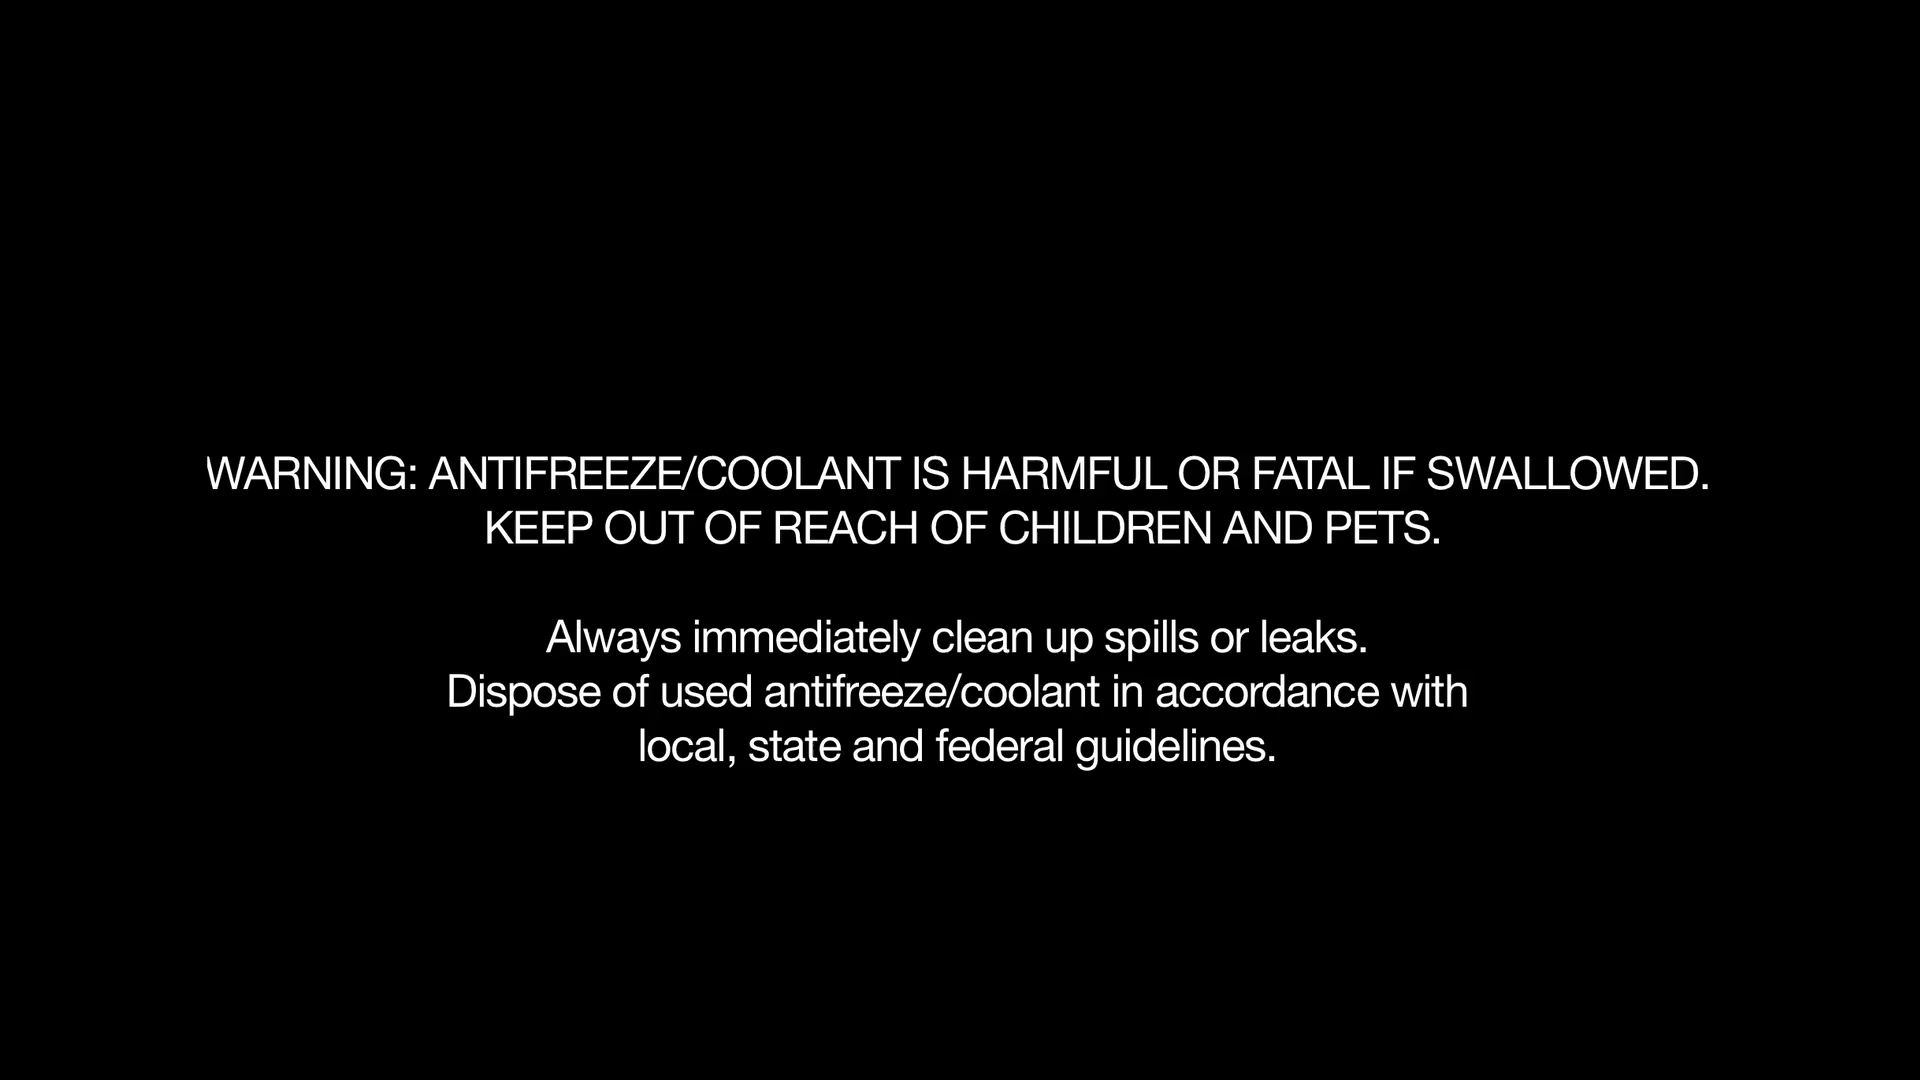 WARNING: ANTIFREEZE/COOLANT IS HARMFUL OR FATAL IF SWALLOWED.
KEEP OUT OF REACH OF CHILDREN AND PETS.
Always immediately clean up spills or leaks.
Dispose of used antifreeze/coolant in accordance with
local, state and federal guidelines.